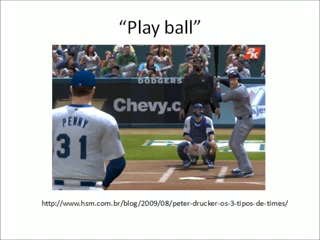 “Play ball”
2K
DODGERS
Chevy.c
PENNY
31
http://www.hsm.com.br/blog/2009/08/peter-drucker-os-3-tipos-de-times/